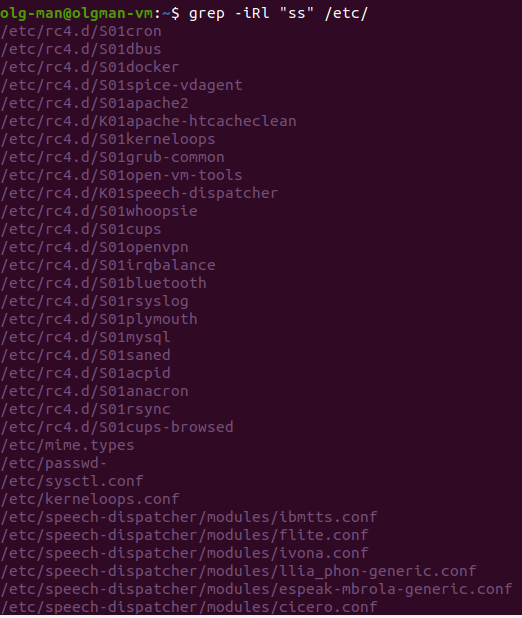 olg-man@olgman-vm:~$ grep -iRl "ss" /etc/
/etc/rc4.d/S01cron
/etc/rc4.d/S01dbus
/etc/rc4.d/S01docker
/etc/rc4.d/S01spice-vdagent
/etc/rc4.d/S01apache2
/etc/rc4.d/K01apache-htcacheclean
/etc/rc4.d/S01kerneloops
/etc/rc4.d/S01grub-common
/etc/rc4.d/S01open-vm-tools
/etc/rc4.d/K01speech-dispatcher
/etc/rc4.d/S01whoopsie
/etc/rc4.d/S01cups
/etc/rc4.d/S01openvpn
/etc/rc4.d/S01irqbalance
/etc/rc4.d/S01bluetooth
/etc/rc4.d/S01rsyslog
/etc/rc4.d/S01plymouth
/etc/rc4.d/S01mysql
/etc/rc4.d/S01saned
/etc/rc4.d/S01acpid
/etc/rc4.d/S01anacron
/etc/rc4.d/S01rsync
/etc/rc4.d/S01cups-browsed
/etc/mime.types
/etc/passwd-
/etc/sysctl.conf
/etc/kerneloops.conf
/etc/speech-dispatcher/modules/ibmtts.conf
/etc/speech-dispatcher/modules/flite.conf
/etc/speech-dispatcher/modules/ivona.conf
/etc/speech-dispatcher/modules/llia_phon-generic.conf
/etc/speech-dispatcher/modules/espeak-mbrola-generic.conf
/etc/speech-dispatcher/modules/cicero.conf